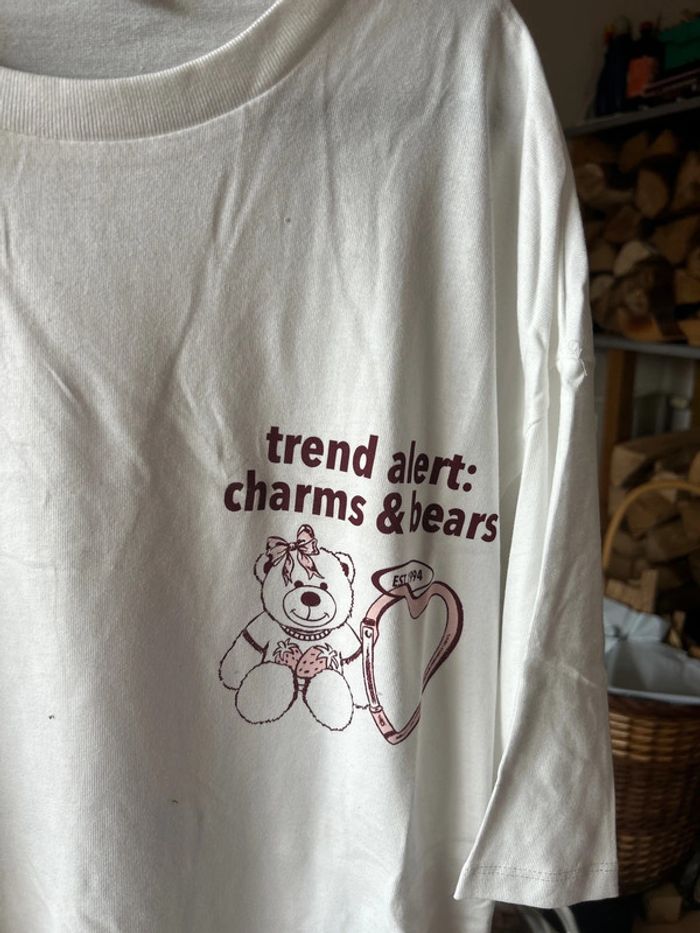 trend alert:
charms & bears
EST. 1994